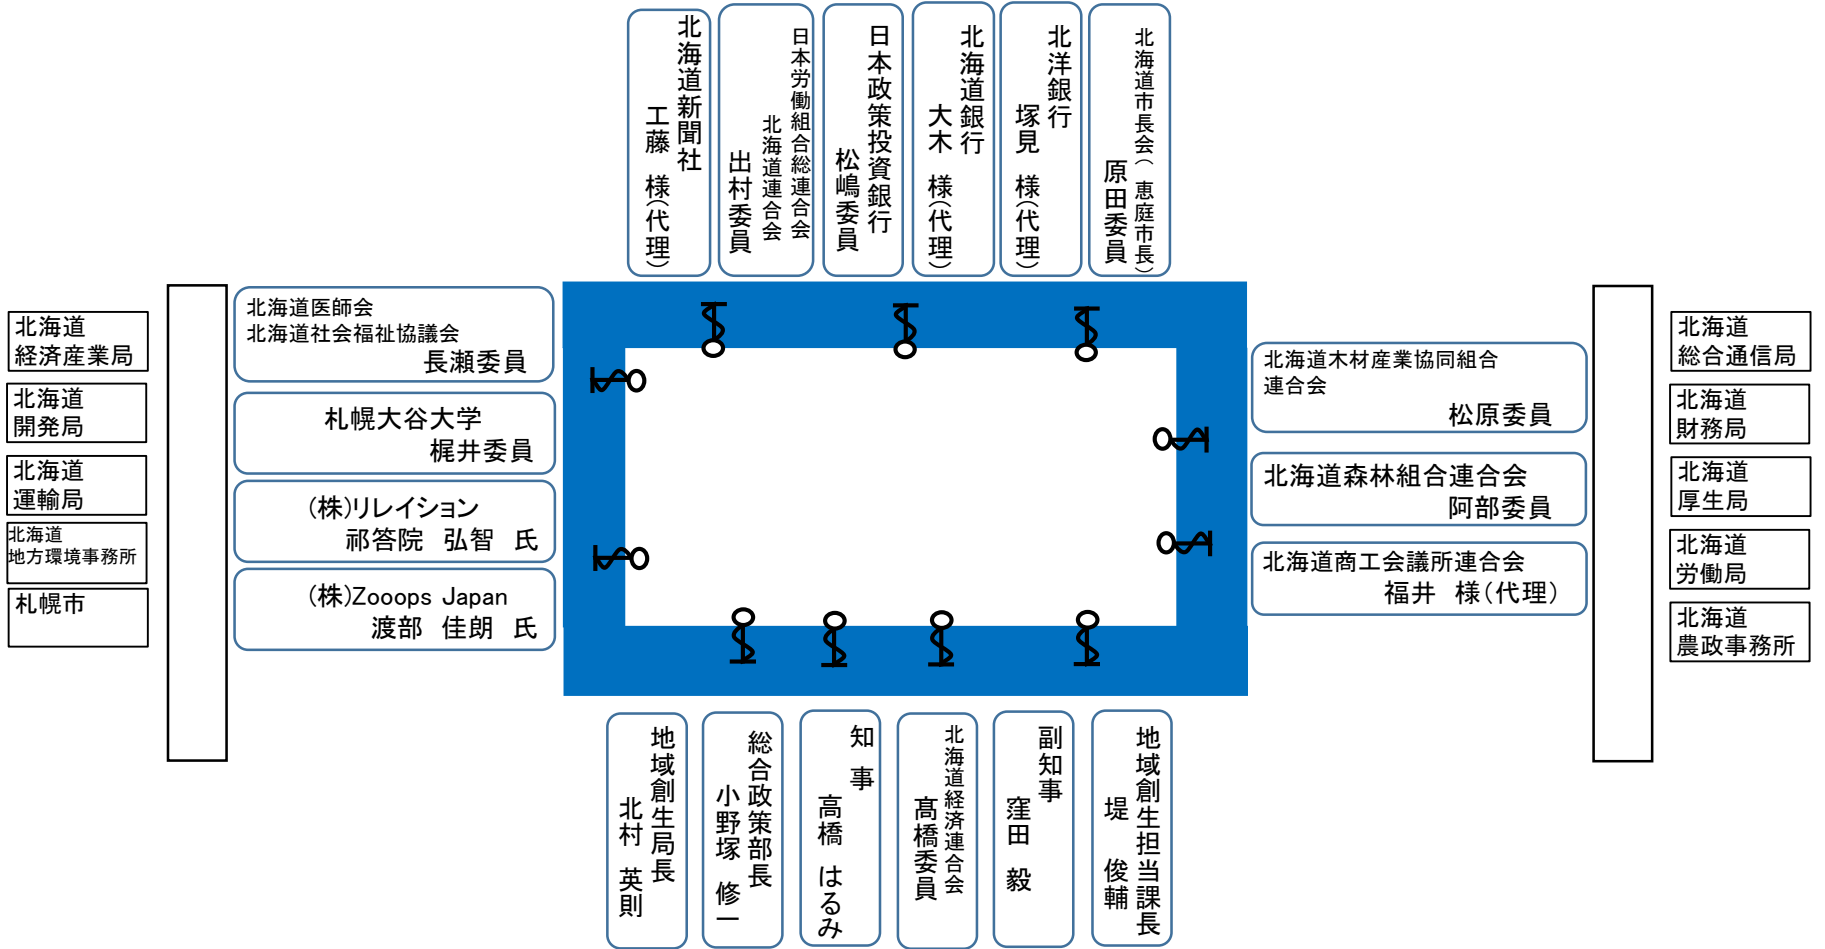 北海道新聞社
工藤　様（代理）
日本労働組合総連合会
北海道連合会
出村委員
日本政策投資銀行
松嶋委員
北海道銀行
大木　様（代理）
北洋銀行
塚見　様（代理）
北海道市長会（恵庭市長）
原田委員
北海道
経済産業局
北海道
開発局
北海道
運輸局
北海道
地方環境事務所
札幌市
北海道医師会
北海道社会福祉協議会
長瀬委員
札幌大谷大学
梶井委員
(株)リレイション
祁答院　弘智　氏
(株)Zooops Japan
渡部　佳朗　氏
北海道木材産業協同組合
連合会
松原委員
北海道森林組合連合会
阿部委員
北海道商工会議所連合会
福井　様（代理）
北海道
総合通信局
北海道
財務局
北海道
厚生局
北海道
労働局
北海道
農政事務所
地域創生局長
北村　英則
総合政策部長
小野塚　修一
知　事
高橋　はるみ
北海道経済連合会
髙橋委員
副知事
窪田　毅
地域創生担当課長
堤　俊輔